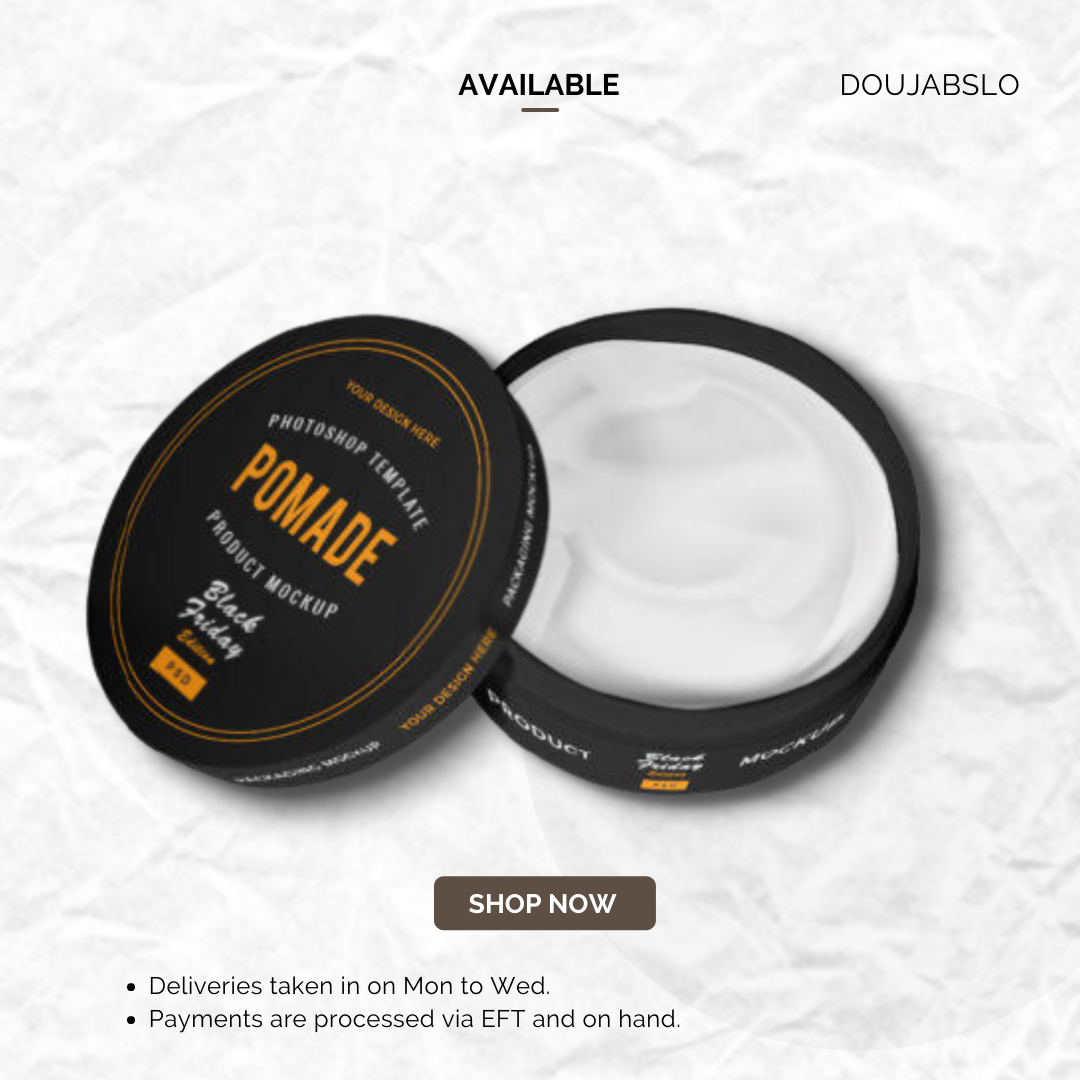 AVAILABLE
DOUJABSLO
YOUR DESIGN HERE
PHOTOSHOP TEMPLATE
POMADE
PRODUCT MOCKUP
Black
Friday
Edition
PSD
PACKAGING MOCKUP
YOUR DESIGN HERE
PACKAGING MOCKUP
PRODUCT
Black
Friday
Edition
PSD
MOCKUP
SHOP NOW
• Deliveries taken in on Mon to Wed.
• Payments are processed via EFT and on hand.